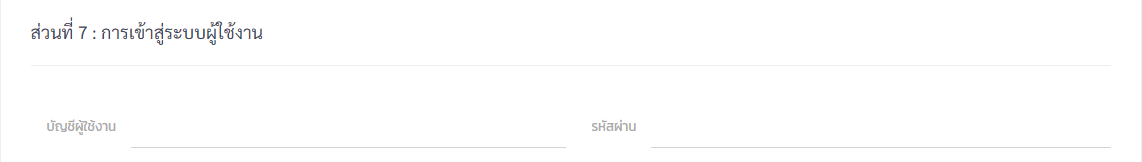 ส่วนที่ 7 : การเข้าสู่ระบบผู้ใช้งาน
บัญชีผู้ใช้งาน รหัสผ่าน